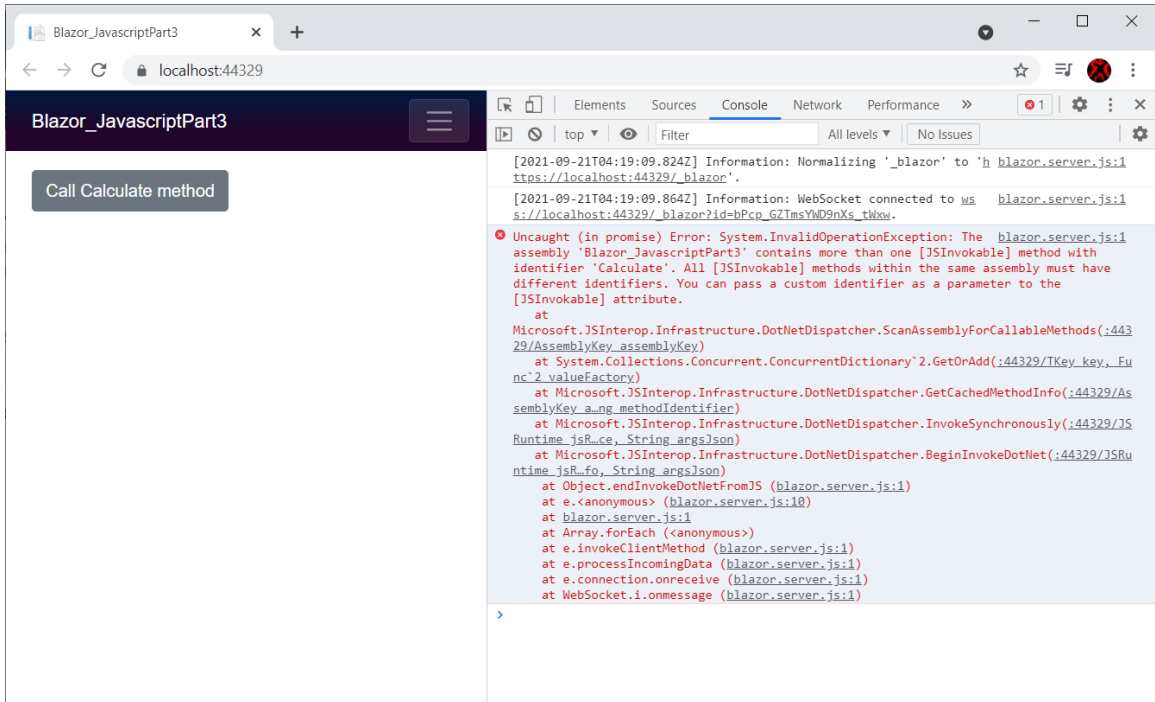 Blazor_JavascriptPart3
localhost:44329
Blazor_JavascriptPart3
Call Calculate method
Elements Sources Console Network Performance » 1
top ▼ Filter All levels ▼ No Issues
[2021-09-21T04:19:09.824Z] Information: Normalizing '_blazor' to 'h blazor.server.js:1
ttps://localhost:44329/_blazor'.
[2021-09-21T04:19:09.864Z] Information: WebSocket connected to ws blazor.server.js:1
s://localhost:44329/_blazor?id=bPcp_GZTmsYWD9nXs_tWxw.
Uncaught (in promise) Error: System.InvalidOperationException: The blazor.server.js:1
assembly 'Blazor_JavascriptPart3' contains more than one [JSInvokable] method with
identifier 'Calculate'. All [JSInvokable] methods within the same assembly must have
different identifiers. You can pass a custom identifier as a parameter to the
[JSInvokable] attribute.
at
Microsoft.JSInterop.Infrastructure.DotNetDispatcher.ScanAssemblyForCallableMethods(:443
29/AssemblyKey assemblyKey)
at System.Collections.Concurrent.ConcurrentDictionary`2.GetOrAdd(:44329/TKey key, Fu
nc`2 valueFactory)
at Microsoft.JSInterop.Infrastructure.DotNetDispatcher.GetCachedMethodInfo(:44329/As
semblyKey a…ng methodIdentifier)
at Microsoft.JSInterop.Infrastructure.DotNetDispatcher.InvokeSynchronously(:44329/JS
Runtime jsR…ce, String argsJson)
at Microsoft.JSInterop.Infrastructure.DotNetDispatcher.BeginInvokeDotNet(:44329/JSRu
ntime jsR…fo, String argsJson)
at Object.endInvokeDotNetFromJS (blazor.server.js:1)
at e.<anonymous> (blazor.server.js:10)
at blazor.server.js:1
at Array.forEach (<anonymous>)
at e.invokeClientMethod (blazor.server.js:1)
at e.processIncomingData (blazor.server.js:1)
at e.connection.onreceive (blazor.server.js:1)
at WebSocket.i.onmessage (blazor.server.js:1)